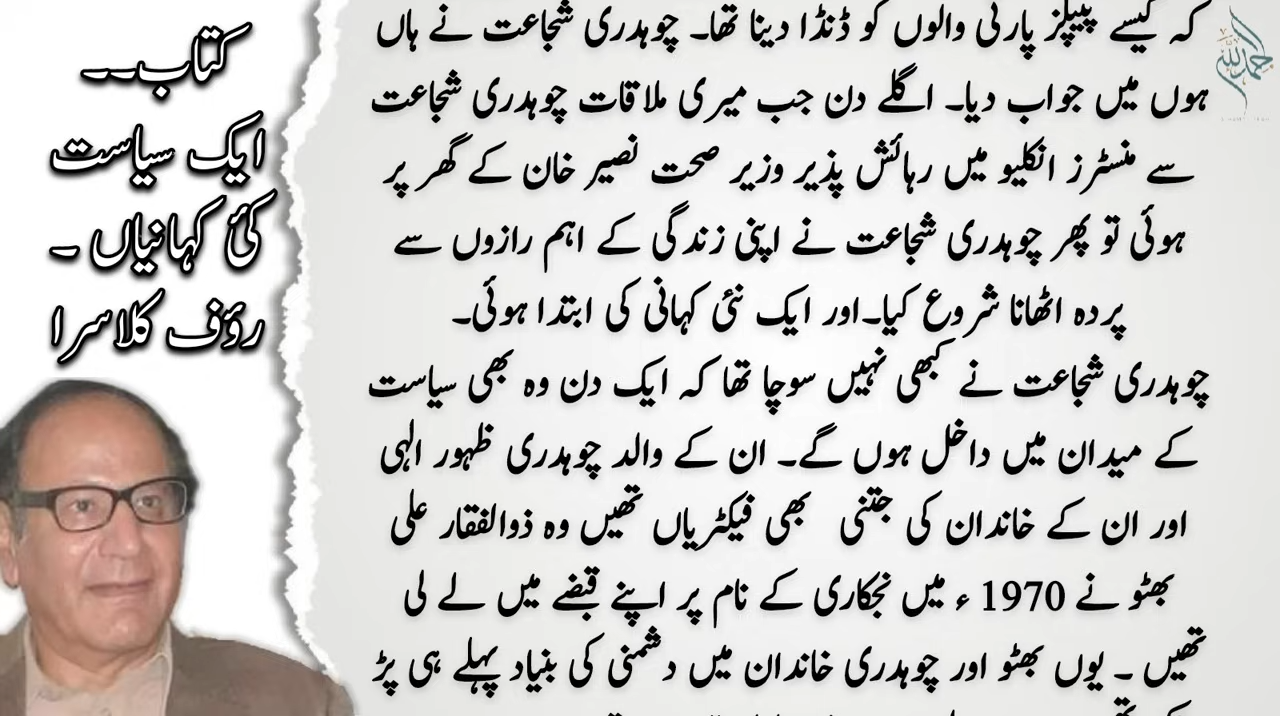 کتاب۔۔
ایک سیاست
کئ کہانیاں ۔
رؤف کلاسرا
کہ کیسے پیپلز پارٹی والوں کو ڈنڈا دینا تھا۔ چوہدری شجاعت نے ہاں
ہوں میں جواب دیا۔ اگلے دن جب میری ملاقات چوہدری شجاعت
سے منسٹرز انکلیو میں رہائش پذیر وزیر صحت نصیر خان کے گھر پر
ہوئی تو پھر چوہدری شجاعت نے اپنی زندگی کے اہم رازوں سے
پردہ اٹھانا شروع کیا۔اور ایک نئی کہانی کی ابتدا ہوئی۔
چوہدری شجاعت نے کبھی نہیں سوچا تھا کہ ایک دن وہ بھی سیاست
کے میدان میں داخل ہوں گے۔ ان کے والد چوہدری ظہور الہی
اور ان کے خاندان کی جتنی بھی فیکٹریاں تھیں وہ ذوالفقار علی
بھٹو نے 1970ء میں نجکاری کے نام پر اپنے قبضے میں لے لی
تھیں ۔ یوں بھٹو اور چوہدری خاندان میں دشمنی کی بنیاد پہلے ہی پڑ